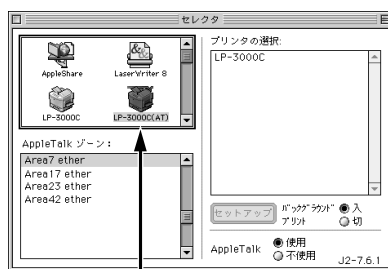 セレクタ
AppleShare
LaserWriter 8
LP-3000C
LP-3000C(AT)
AppleTalk ゾーン：
Area7 ether
Area17 ether
Area23 ether
Area42 ether
プリンタの選択:
LP-3000C
セットアップ
バックグラウンド
プリント
入
切
AppleTalk
使用
不使用
J2-7.6.1